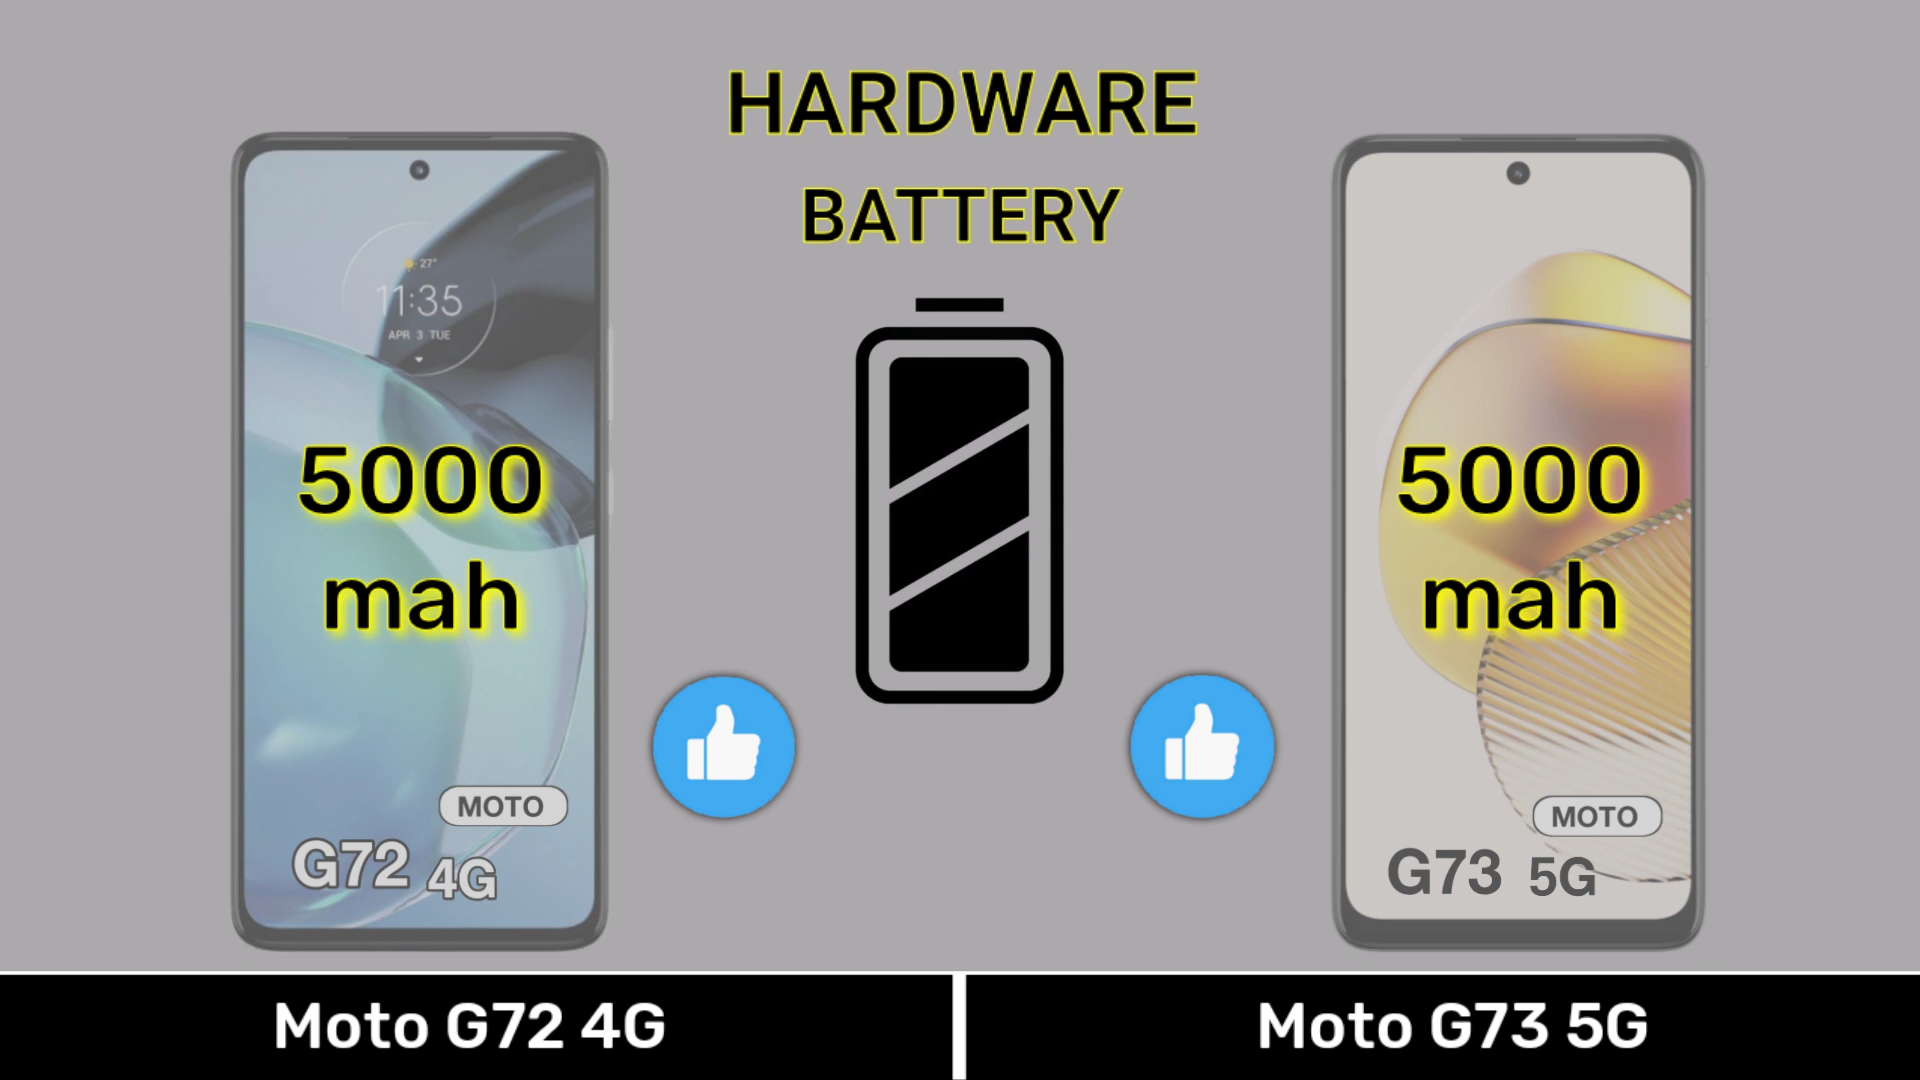 HARDWARE
BATTERY
27°
11:35
APR 3 TUE
5000
mah
MOTO
G72 4G
5000
mah
MOTO
G73 5G
Moto G72 4G
Moto G73 5G